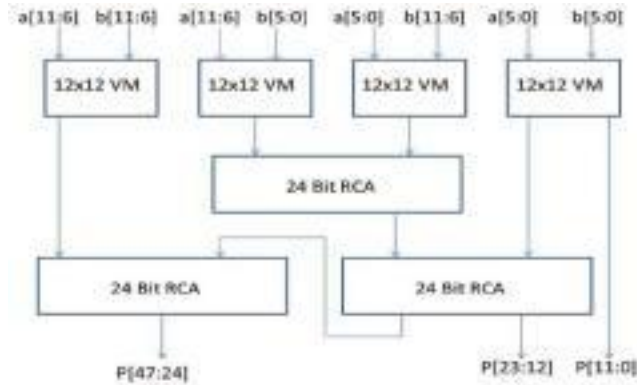 a[11:6] b[11:6] a[11:6] b[5:0] a[5:0] b[11:6] a[5:0] b[5:0]
12x12 VM 12x12 VM 12x12 VM 12x12 VM
24 Bit RCA
24 Bit RCA 24 Bit RCA
P[47:24] P[23:12] P[11:0]